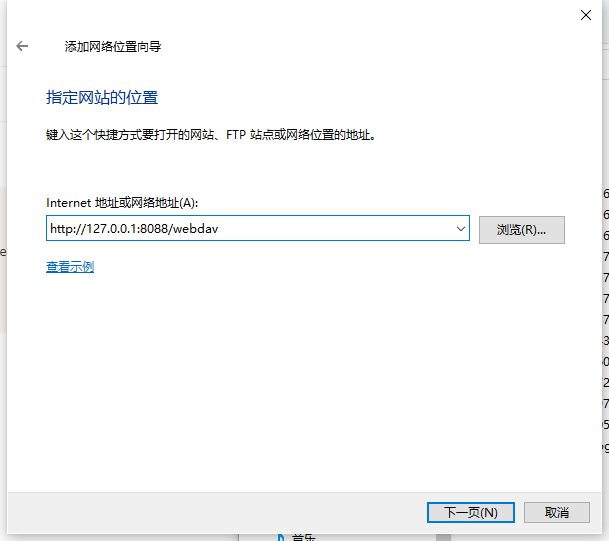 添加网络位置向导
指定网站的位置
键入这个快捷方式要打开的网站、FTP 站点或网络位置的地址。
Internet 地址或网络地址(A):
http://127.0.0.1:8088/webdav
浏览(R)...
查看示例
下一页(N)
取消